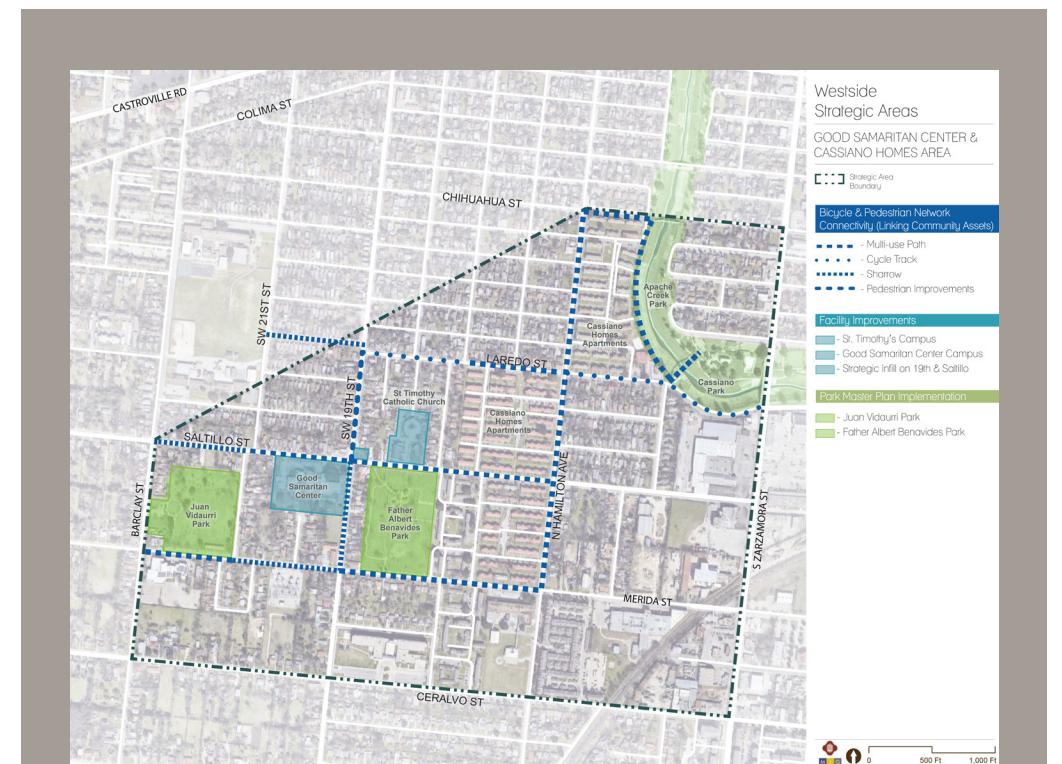 Westside
Strategic Areas
GOOD SAMARITAN CENTER &
CASSIANO HOMES AREA
Strategic Area
Boundary
Bicycle & Pedestrian Network
Connectivity (Linking Community Assets)
- Multi-use Path
- Cycle Track
- Sharrow
- Pedestrian Improvements
Facility Improvements
- St. Timothy's Campus
- Good Samaritan Center Campus
- Strategic Infill on 19th & Saltillo
Park Master Plan Implementation
- Juan Vidaurri Park
- Father Albert Benavides Park
CASTROVILLE RD
COLIMA ST
CHIHUAHUA ST
SW 21ST ST
Apache
Creek
Park
Cassiano
Homes
Apartments
LAREDO ST
Cassiano
Park
SW 19TH ST
St Timothy
Catholic Church
Cassiano
Homes
Apartments
SALTILLO ST
Good
Samaritan
Center
BARCLAY ST
Juan
Vidaurri
Park
Father
Albert
Benavides
Park
N HAMILTON AVE
S ZARZAMORA ST
MERIDA ST
CERALVO ST
0
500 Ft
1,000 Ft